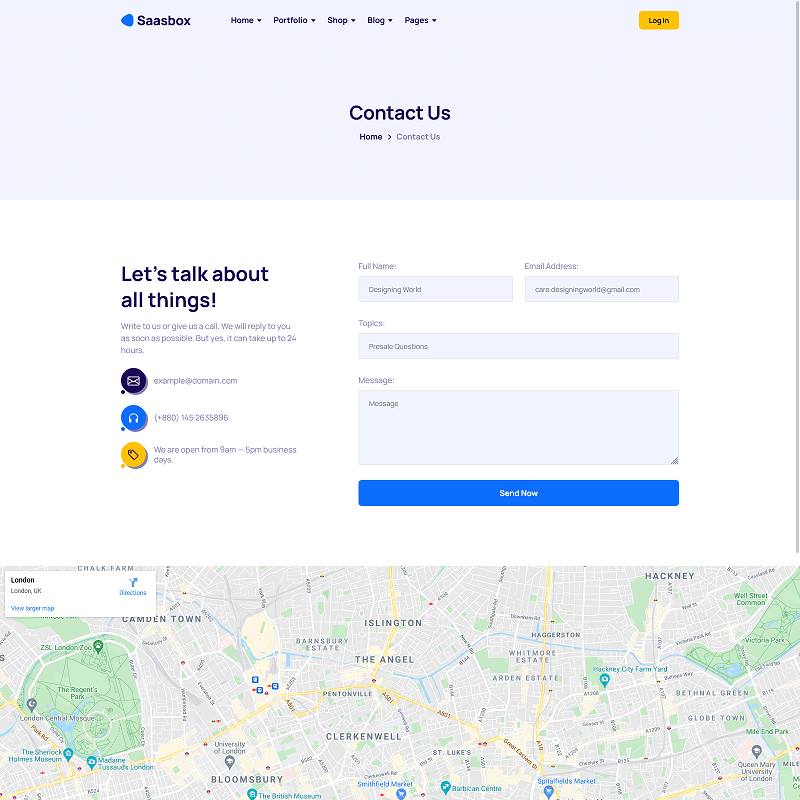 Saasbox
Home
Portfolio
Shop
Blog
Pages
Log In
Contact Us
Home > Contact Us
Let's talk about
all things!
Write to us or give us a call. We will reply to you
as soon as possible. But yes, it can take up to 24
hours.
example@domain.com
(+880) 145 2635896
We are open from 9am — 5pm business
days.
Full Name:
Designing World
Email Address:
care.designingworld@gmail.com
Topics:
Presale Questions
Message:
Message
Send Now
London
London, UK
Directions
View larger map
CHALK FARM
CAMDEN TOWN
ZSL London Zoo
The Regent's
Park
London Central Mosque
Park Rd
The Sherlock
Holmes Museum
Madame
Tussauds London
University
of London
BLOOMSBURY
The British Museum
BARNSBURY
ESTATE
ISLINGTON
THE ANGEL
PENTONVILLE
A501
CLERKENWELL
ST. LUKE'S
Smithfield Market
Barbican Centre
Spitalfields Market
Great Eastern St
HACKNEY
Well Street
Common
Victoria Park
HAGGERSTON
WHITMORE
ESTATE
ARDEN ESTATE
Hackney City Farm Yard
BETHNAL GREEN
GLOBE TOWN
Mile End Park
Queen Mary
University of
London